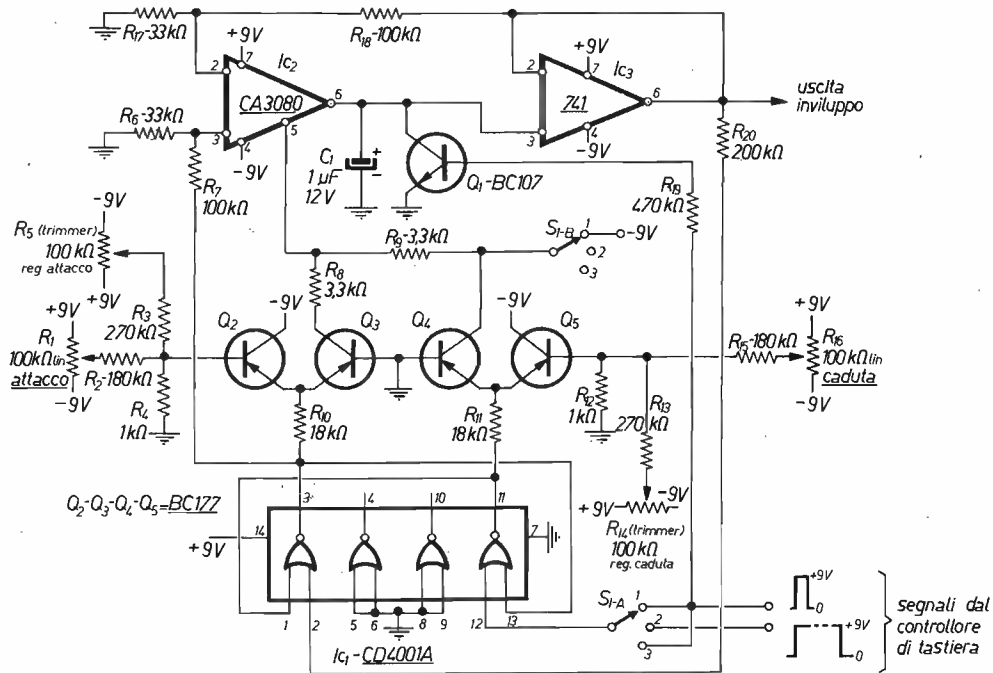 R17-33kΩ
R18-100kΩ
+9V
7
Ic2
2
CA3080
6
3
5
4
-9V
+9V
7
Ic3
2
741
6
3
4
-9V
uscita
inviluppo
R6-33kΩ
R7
100kΩ
C1
1 µF
12V
+
-
Q1-BC107
R20
200kΩ
R19
470kΩ
-9V
R5 (trimmer)
100 kΩ
reg attacco
+9V
R9-3,3kΩ
S1-B
1
-9V
2
3
R8
3,3kΩ
+9V
R1
100kΩlin
attacco
-9V
R3
270kΩ
R2-180kΩ
R4
1kΩ
Q2
-9V
Q3
Q4
-9V
Q5
R15-180kΩ
+9V
R16
100kΩlin
caduta
-9V
R12
1kΩ
R13
270kΩ
R10
18kΩ
R11
18kΩ
+9V
-9V
R14(trimmer)
100kΩ
reg. caduta
Q2-Q3-Q4-Q5=BC177
14
+9V
3
4
10
11
7
1
2
5
6
8
9
12
13
Ic1-CD4001A
S1-A
1
2
3
+9V
0
+9V
0
segnali dal
controllore
di tastiera